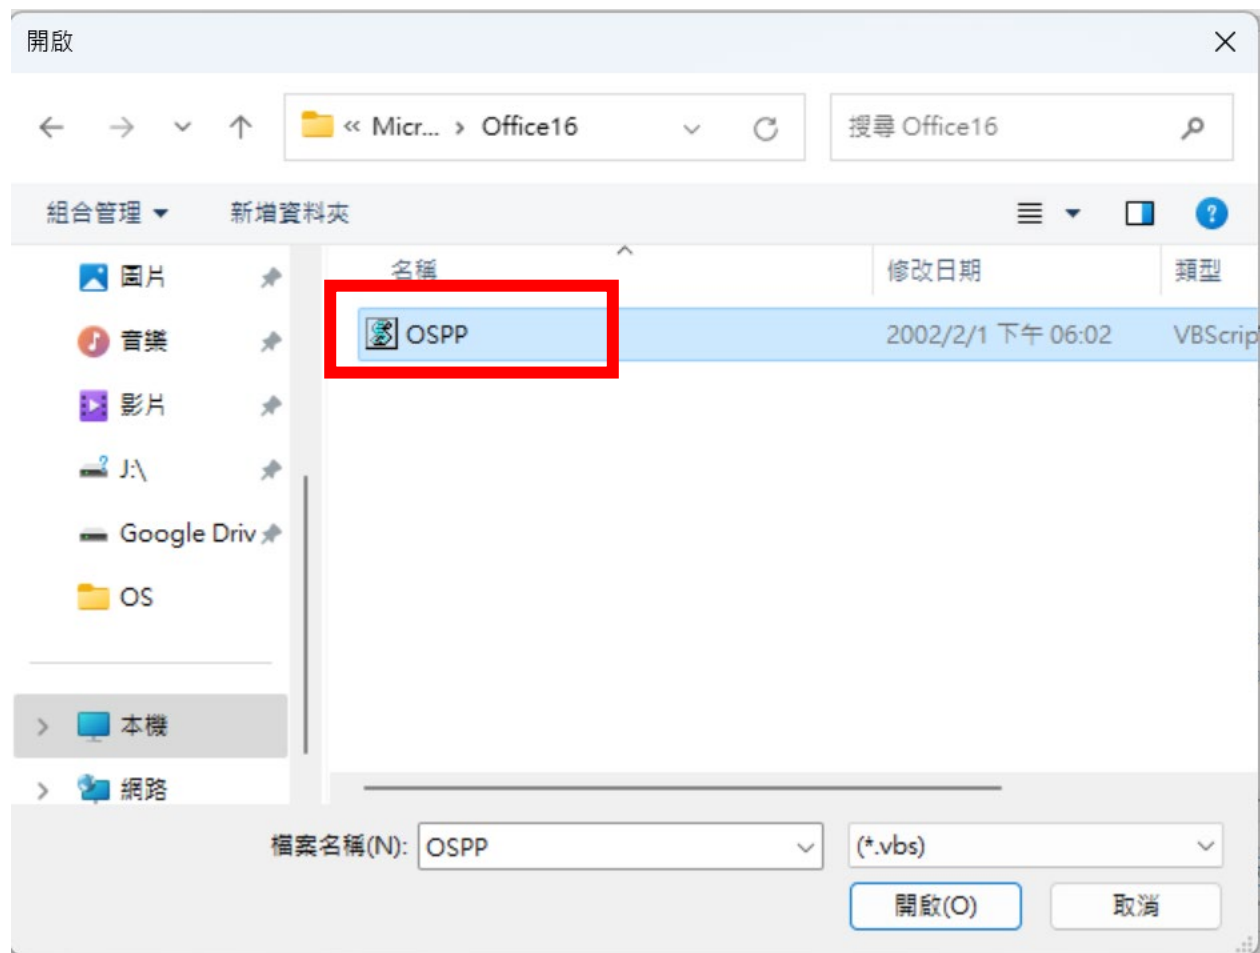 開啟
« Micr... › Office16
搜尋 Office16
組合管理
新增資料夾
名稱
修改日期
類型
圖片
音樂
影片
J:\
Google Driv
OS
本機
網路
OSPP
2002/2/1 下午 06:02
VBScrip
檔案名稱(N):
OSPP
(*.vbs)
開啟(O)
取消